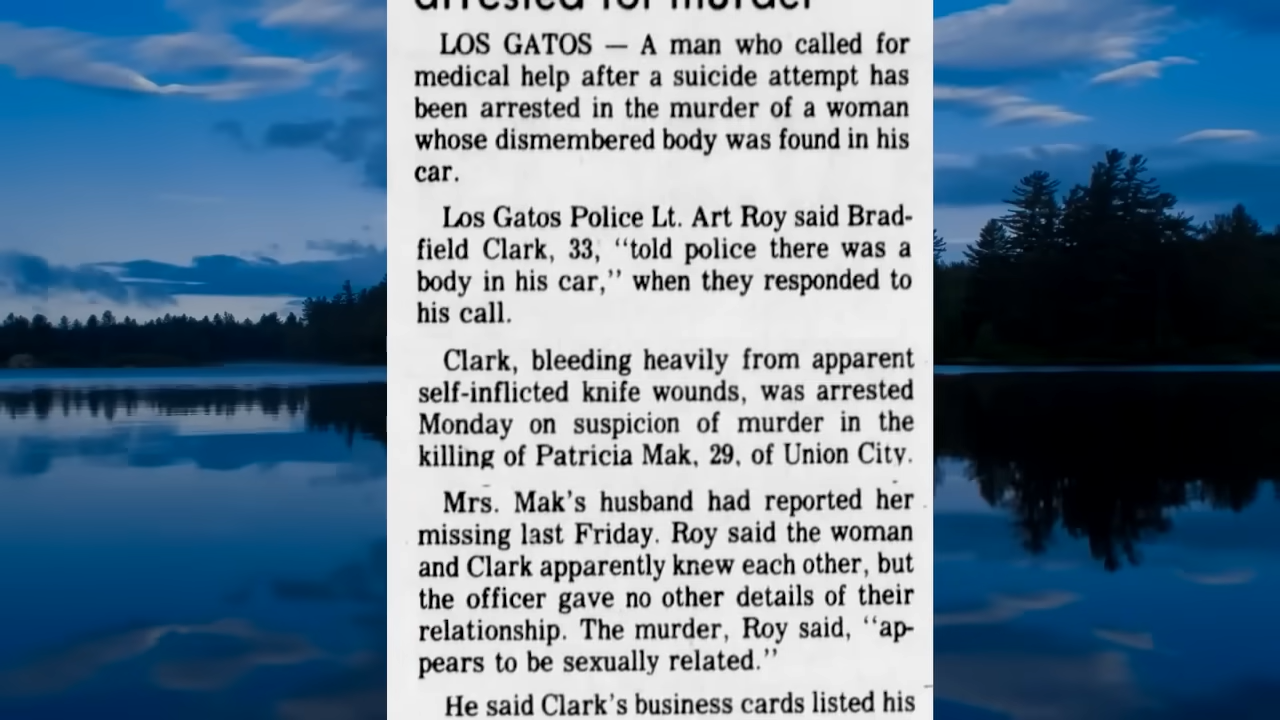 arrested for murder
LOS GATOS — A man who called for
medical help after a suicide attempt has
been arrested in the murder of a woman
whose dismembered body was found in his
car.
Los Gatos Police Lt. Art Roy said Brad-
field Clark, 33, “told police there was a
body in his car,” when they responded to
his call.
Clark, bleeding heavily from apparent
self-inflicted knife wounds, was arrested
Monday on suspicion of murder in the
killing of Patricia Mak, 29, of Union City.
Mrs. Mak’s husband had reported her
missing last Friday. Roy said the woman
and Clark apparently knew each other, but
the officer gave no other details of their
relationship. The murder, Roy said, “ap-
pears to be sexually related.”
He said Clark’s business cards listed his